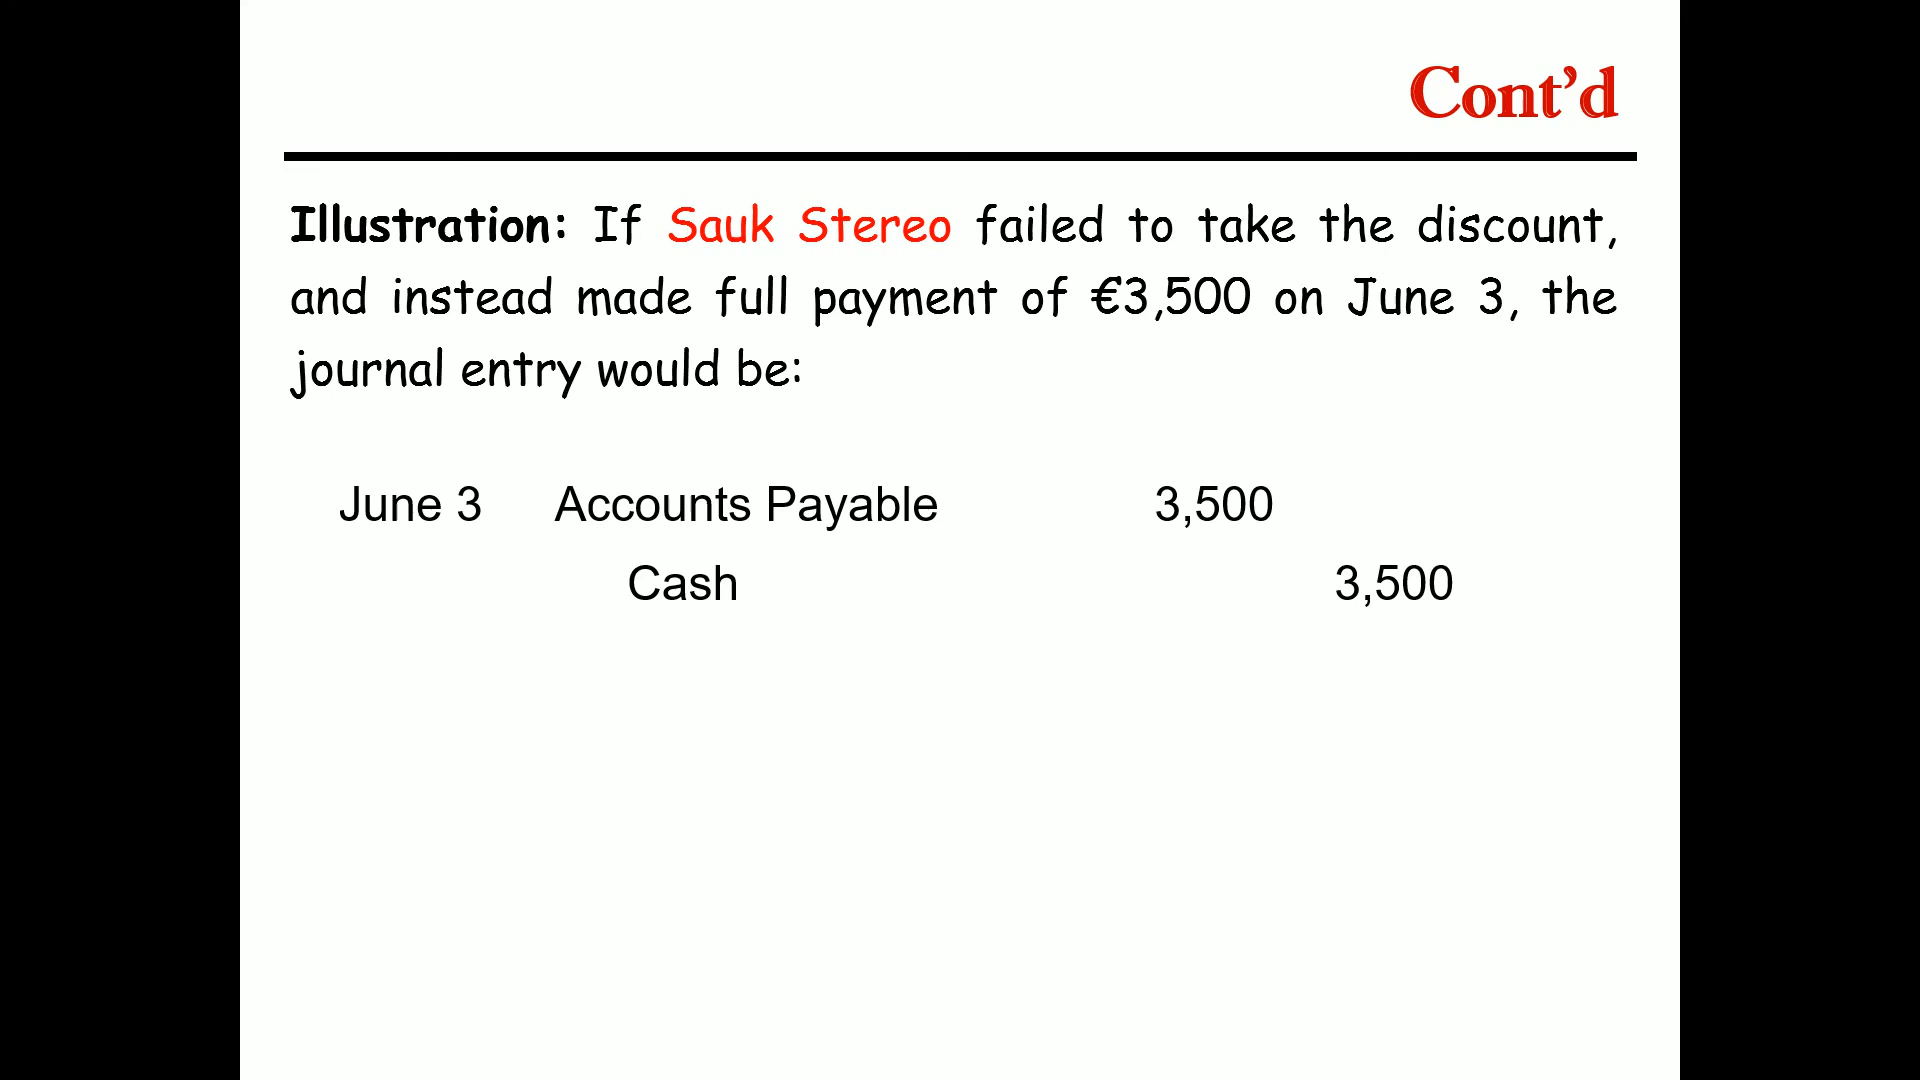 Cont’d
Illustration: If Sauk Stereo failed to take the discount,
and instead made full payment of €3,500 on June 3, the
journal entry would be:
June 3 Accounts Payable 3,500
Cash 3,500